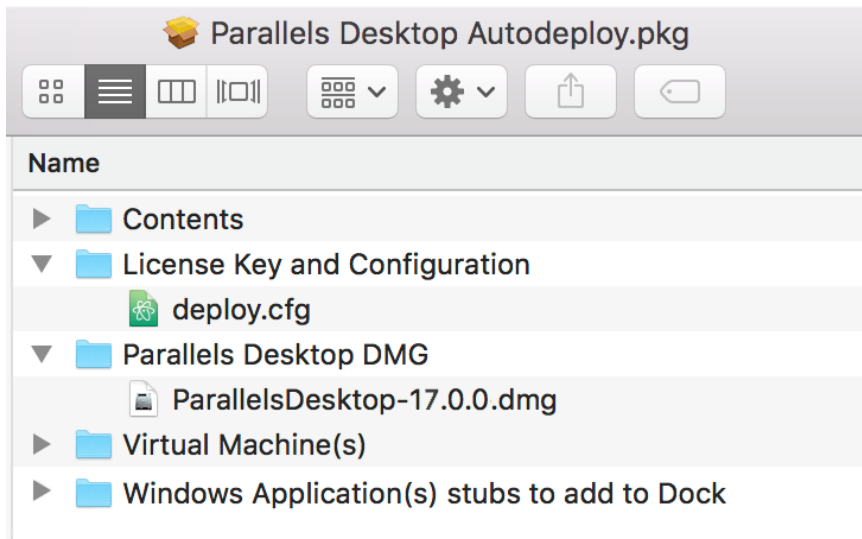 Parallels Desktop Autodeploy.pkg
Name
Contents
License Key and Configuration
deploy.cfg
Parallels Desktop DMG
ParallelsDesktop-17.0.0.dmg
Virtual Machine(s)
Windows Application(s) stubs to add to Dock